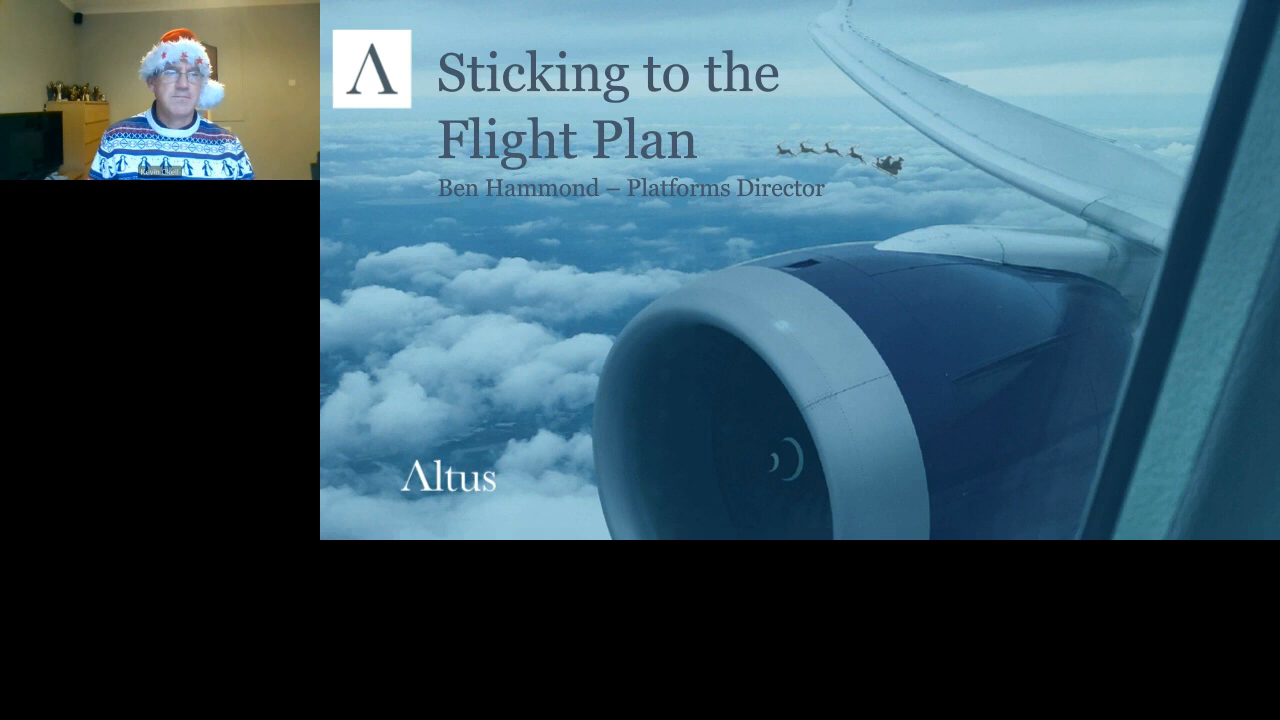 Sticking to the
Flight Plan
Ben Hammond – Platforms Director
Altus